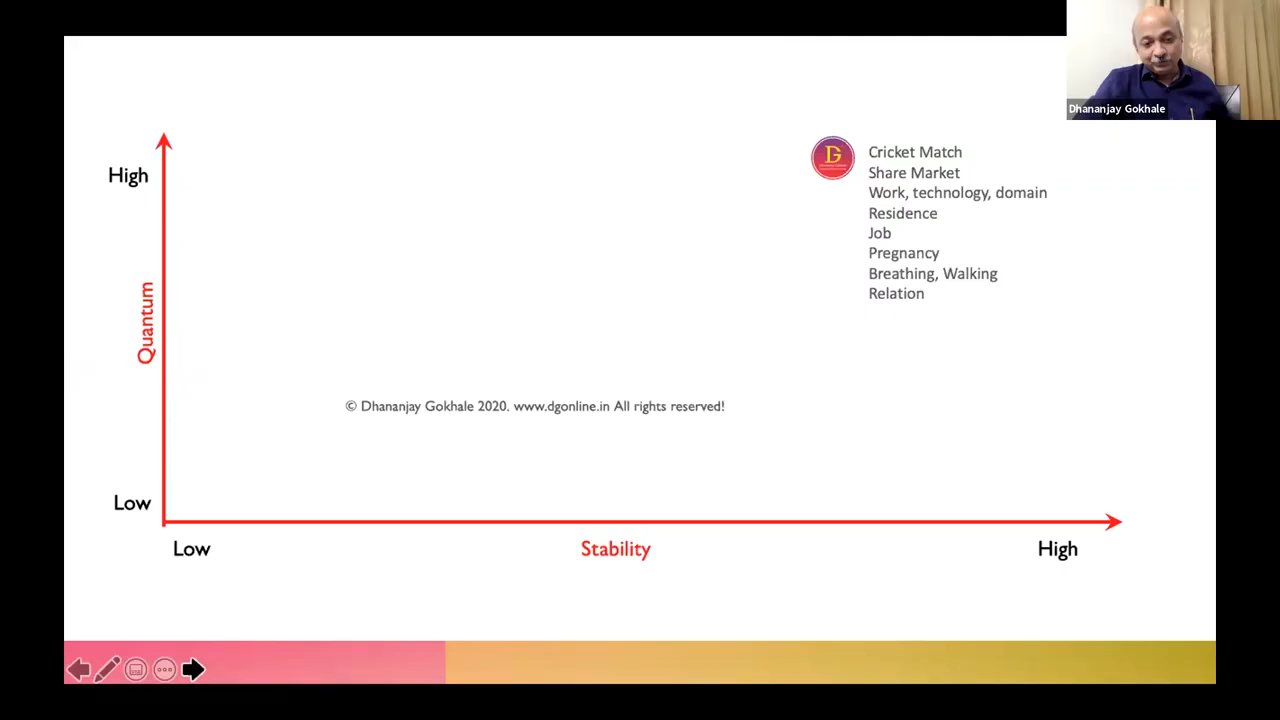 Dhananjay Gokhale
DG
Cricket Match
Share Market
Work, technology, domain
Residence
Job
Pregnancy
Breathing, Walking
Relation
High
Quantum
© Dhananjay Gokhale 2020. www.dgonline.in All rights reserved!
Low
Low
Stability
High